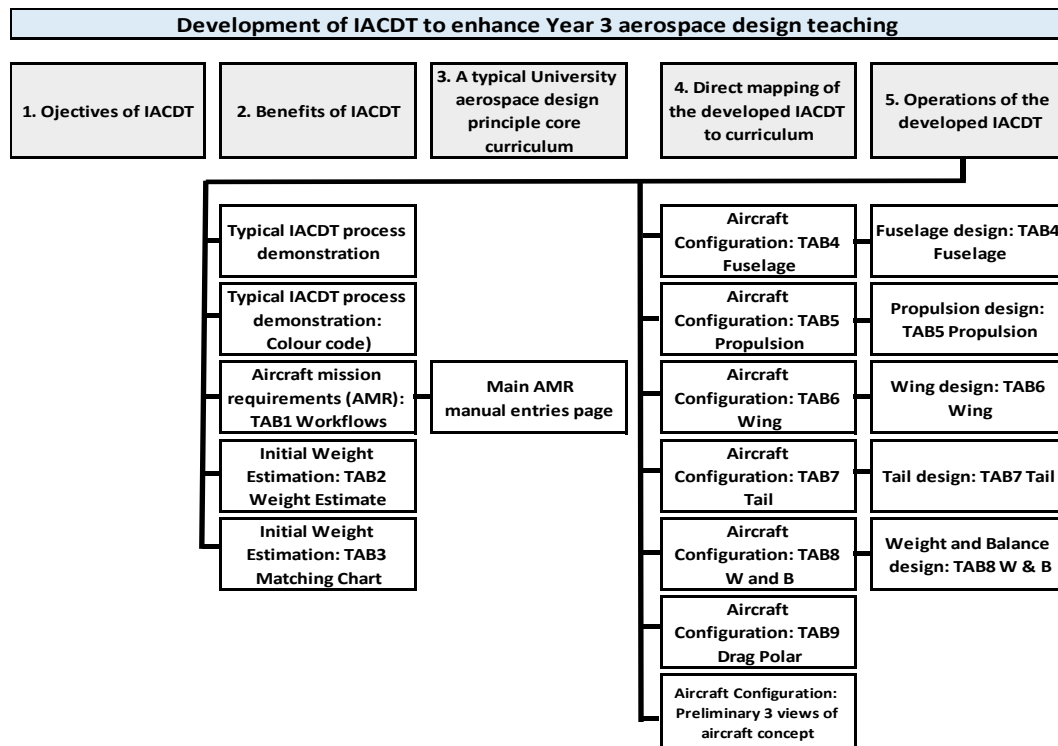 Development of IACDT to enhance Year 3 aerospace design teaching
1. Ojectives of IACDT
2. Benefits of IACDT
3. A typical University
aerospace design
principle core
curriculum
4. Direct mapping of
the developed IACDT
to curriculum
5. Operations of the
developed IACDT
Typical IACDT process
demonstration
Typical IACDT process
demonstration:
Colour code)
Aircraft mission
requirements (AMR):
TAB1 Workflows
Main AMR
manual entries page
Initial Weight
Estimation: TAB2
Weight Estimate
Initial Weight
Estimation: TAB3
Matching Chart
Aircraft
Configuration: TAB4
Fuselage
Fuselage design: TAB4
Fuselage
Aircraft
Configuration: TAB5
Propulsion
Propulsion design:
TAB5 Propulsion
Aircraft
Configuration: TAB6
Wing
Wing design: TAB6
Wing
Aircraft
Configuration: TAB7
Tail
Tail design: TAB7 Tail
Aircraft
Configuration: TAB8
W and B
Weight and Balance
design: TAB8 W & B
Aircraft
Configuration: TAB9
Drag Polar
Aircraft Configuration:
Preliminary 3 views of
aircraft concept